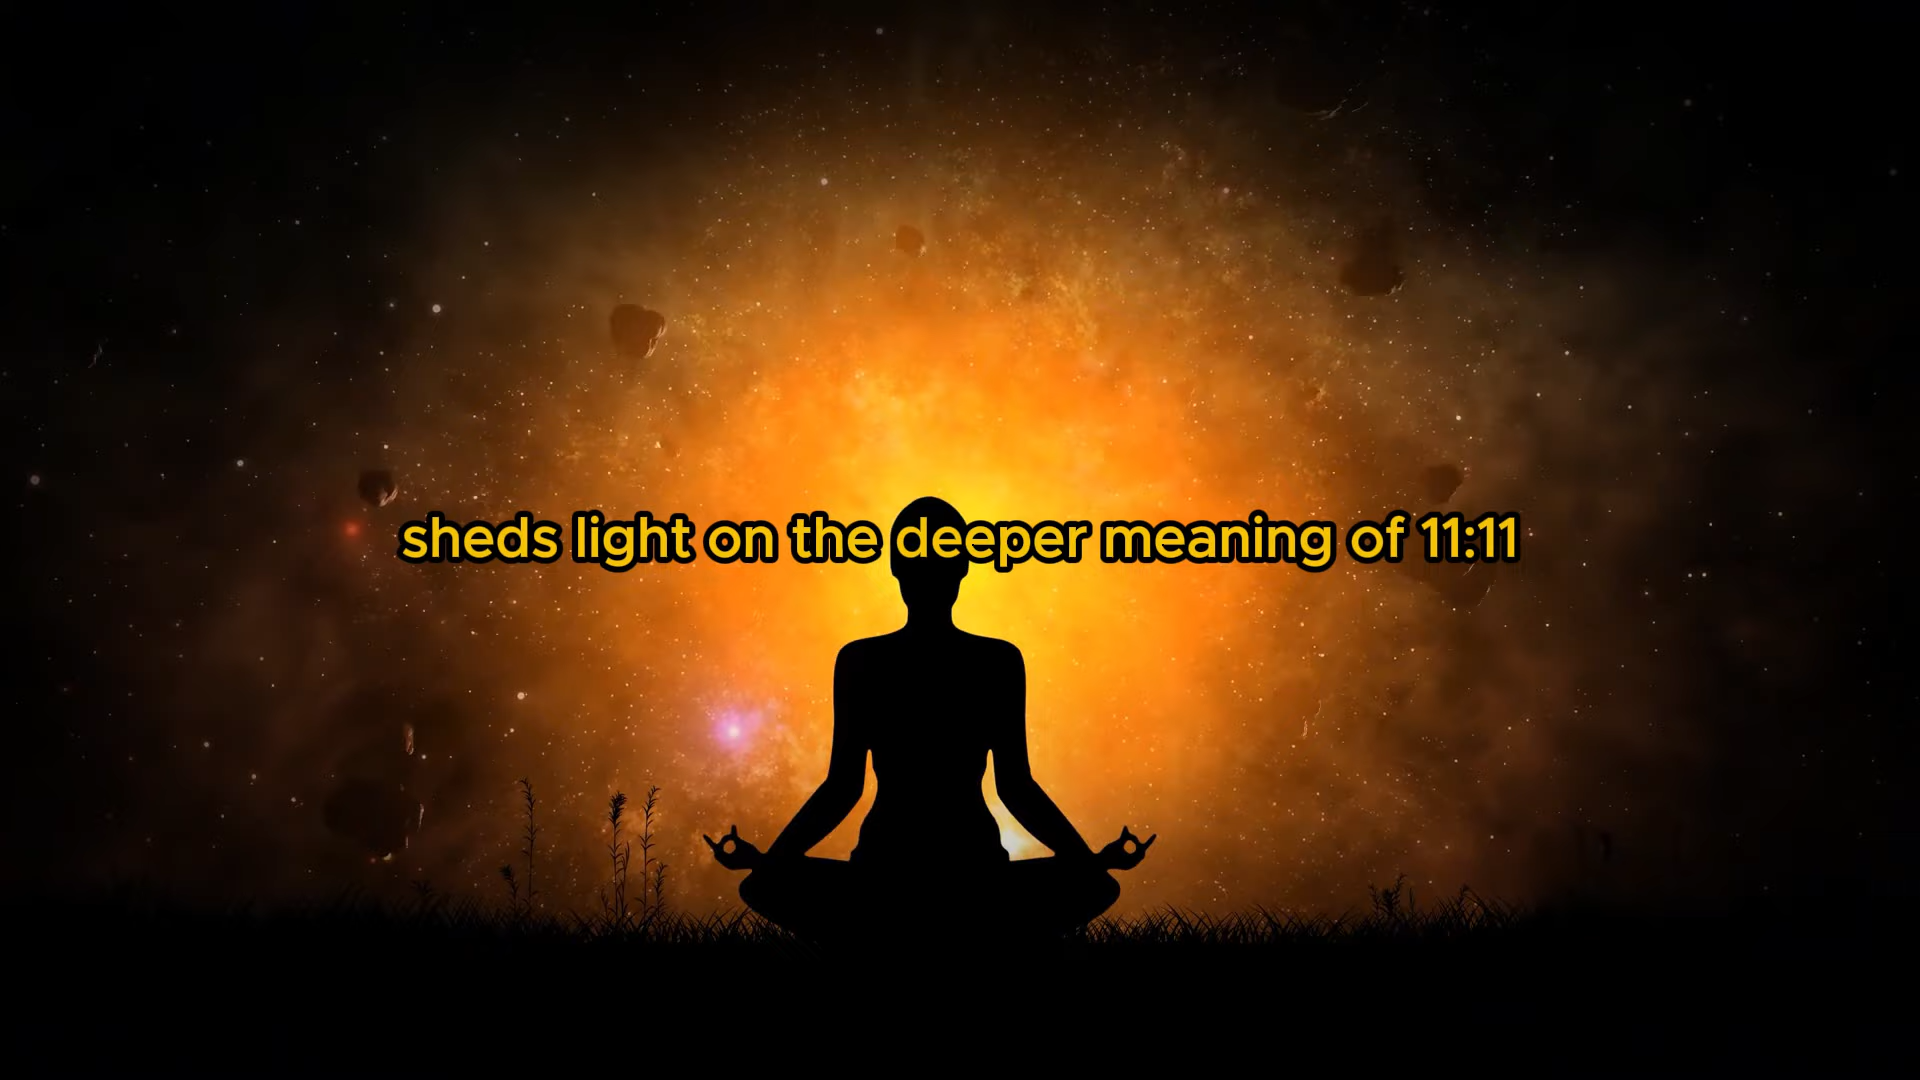 sheds light on the deeper meaning of 11:11